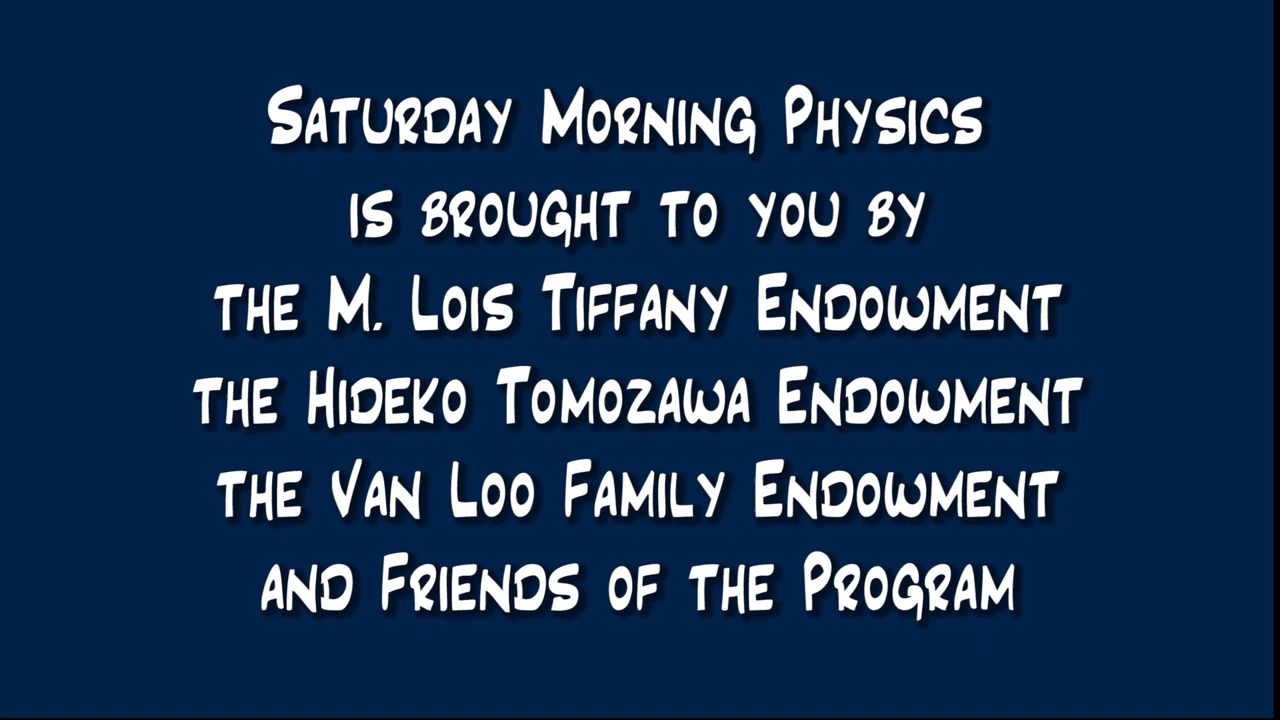 Saturday Morning Physics
is brought to you by
the M. Lois Tiffany Endowment
the Hideko Tomozawa Endowment
the Van Loo Family Endowment
and Friends of the Program